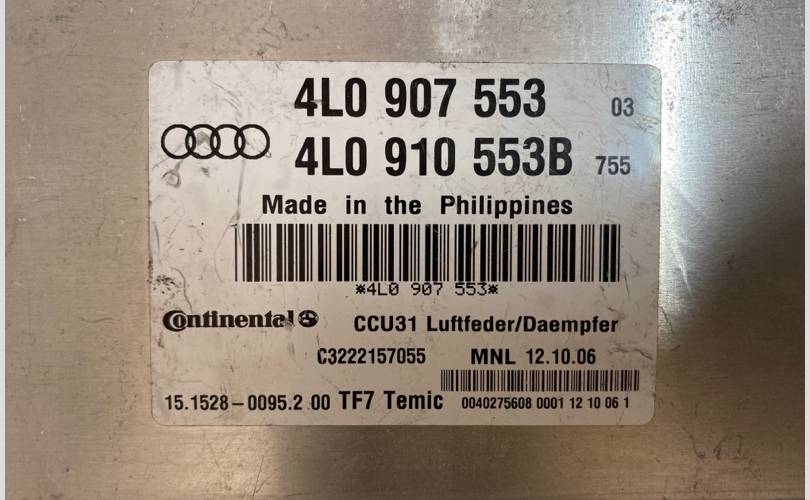 4L0 907 553 03
4L0 910 553B 755
Made in the Philippines
*4L0 907 553*
Continental CCU31 Luftfeder/Daempfer
C3222157055 MNL 12.10.06
15.1528-0095.2 00 TF7 Temic 0040275608 0001 12 10 06 1